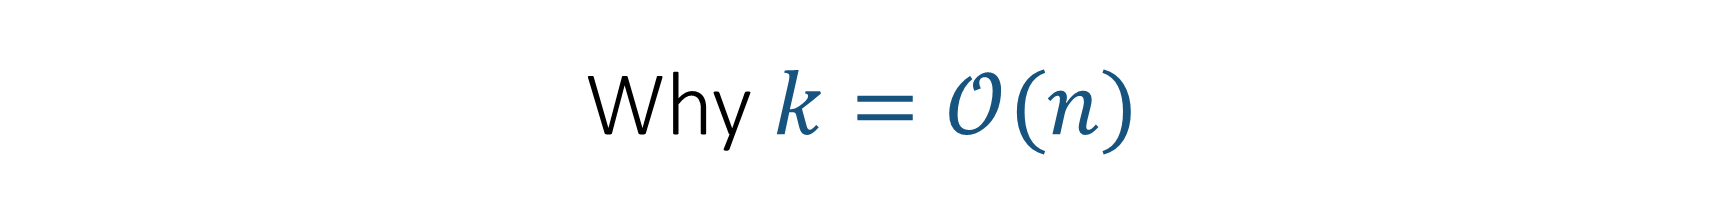 Why 𝑘 = 𝒪(𝑛)